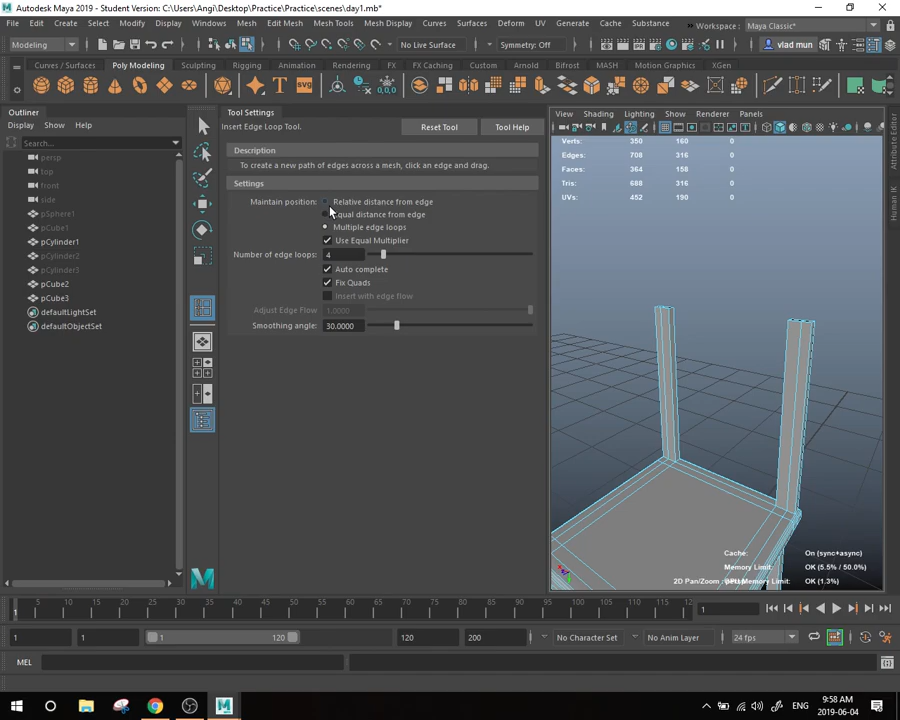 Autodesk Maya 2019 - Student Version: C:\Users\Angi\Desktop\Practice\Practice\scenes\day1.mb*
File Edit Create Select Modify Display Windows Mesh Edit Mesh Mesh Tools Mesh Display Curves Surfaces Deform UV Generate Cache Substance Workspace : Maya Classic*
Modeling No Live Surface Symmetry: Off vlad mun
Curves / Surfaces Poly Modeling Sculpting Rigging Animation Rendering FX FX Caching Custom Arnold Bifrost MASH Motion Graphics XGen
Outliner
Display Show Help
Search...
persp
top
front
side
pSphere1
pCube1
pCylinder1
pCylinder2
pCylinder3
pCube2
pCube3
defaultLightSet
defaultObjectSet
Tool Settings
Insert Edge Loop Tool.
Reset Tool
Tool Help
Description
To create a new path of edges across a mesh, click an edge and drag.
Settings
Maintain position: Relative distance from edge
Equal distance from edge
Multiple edge loops
Use Equal Multiplier
Number of edge loops: 4
Auto complete
Fix Quads
Insert with edge flow
Adjust Edge Flow 1.0000
Smoothing angle: 30.0000
View Shading Lighting Show Renderer Panels
Verts: 350 160 0
Edges: 708 316 0
Faces: 364 158 0
Tris: 688 316 0
UVs: 452 190 0
Cache: OK (sync+async)
Memory Limit: OK (5.5% / 50.0%)
2D Pan/Zoom Memory Limit: OK (1.3%)
Attribute Editor
Human IK
1 5 10 15 20 25 30 35 40 45 50 55 60 65 70 75 80 85 90 95 100 105 110 115 12 1
1 1 1 120 120 200 No Character Set No Anim Layer 24 fps
MEL
ENG
9:58 AM
2019-06-04